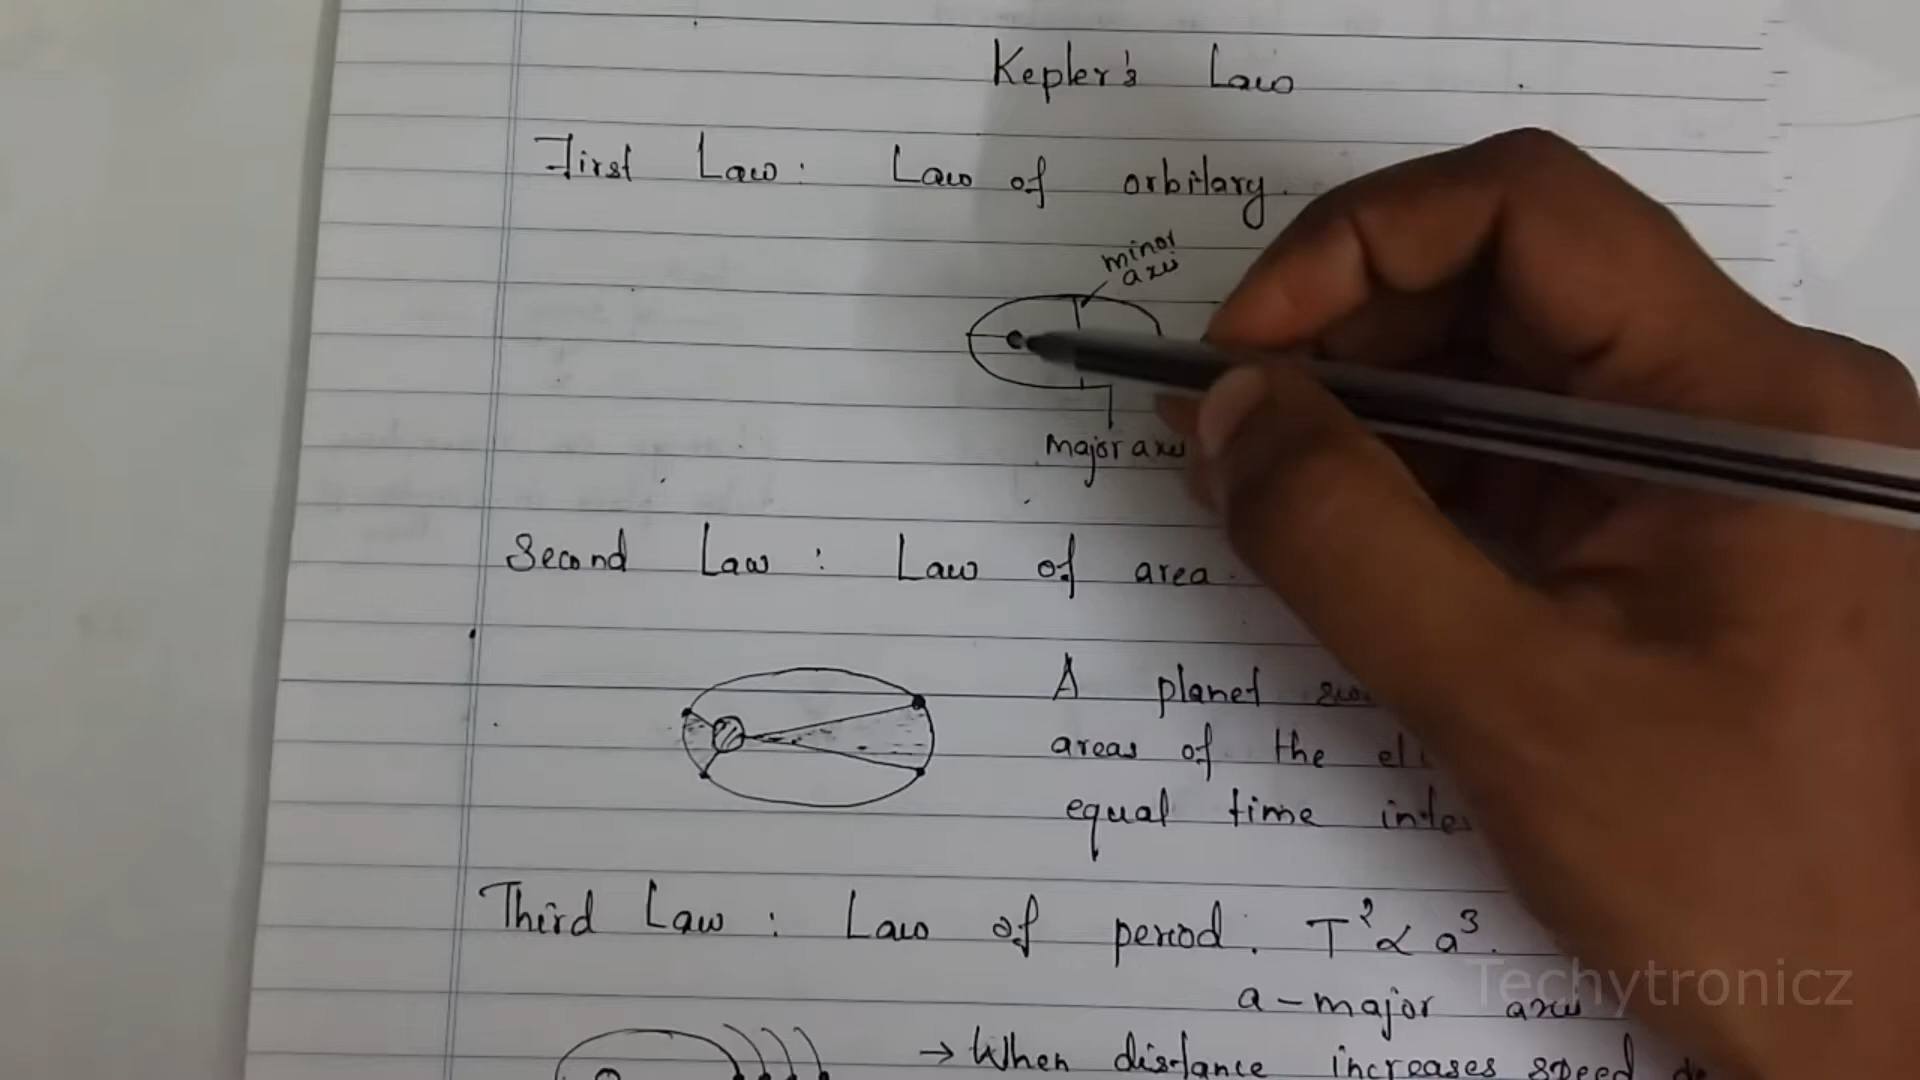 Kepler's Law
First Law: Law of orbitary.
minor
axis
Major axis
Second Law : Law of area.
A planet
areas of the
equal time
Third Law : Law of period. T² ∝ a³.
a - major axis
Techytronicz
→ When distance increases speed